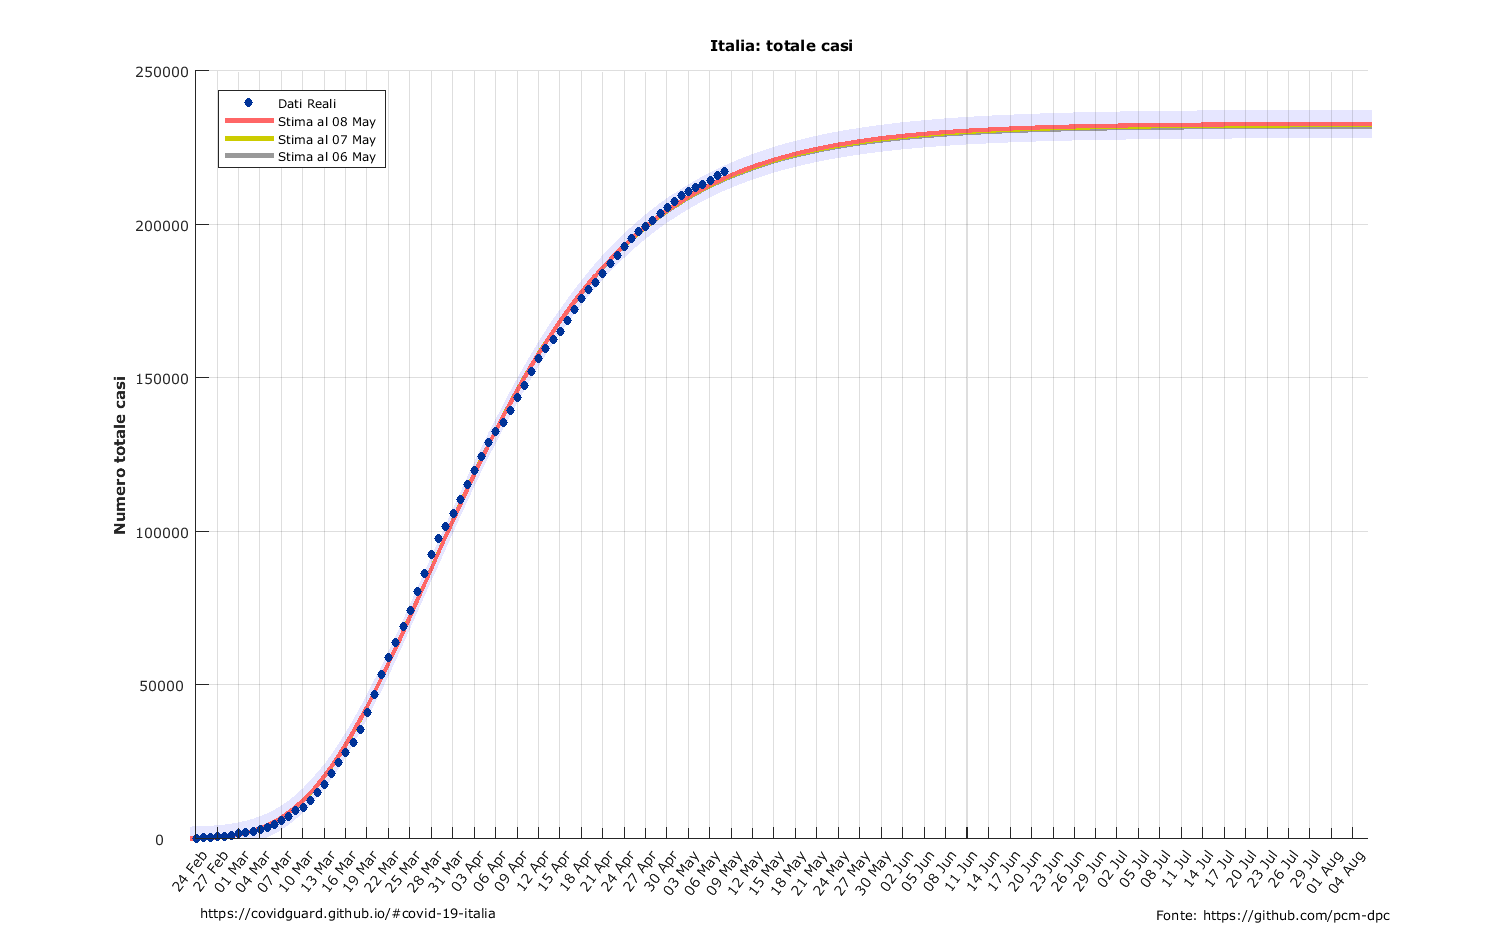 Italia: totale casi
250000
200000
150000
100000
50000
0
Numero totale casi
Dati Reali
Stima al 08 May
Stima al 07 May
Stima al 06 May
24 Feb
27 Feb
01 Mar
04 Mar
07 Mar
10 Mar
13 Mar
16 Mar
19 Mar
22 Mar
25 Mar
28 Mar
31 Mar
03 Apr
06 Apr
09 Apr
12 Apr
15 Apr
18 Apr
21 Apr
24 Apr
27 Apr
30 Apr
03 May
06 May
09 May
12 May
15 May
18 May
21 May
24 May
27 May
30 May
02 Jun
05 Jun
08 Jun
11 Jun
14 Jun
17 Jun
20 Jun
23 Jun
26 Jun
29 Jun
02 Jul
05 Jul
08 Jul
11 Jul
14 Jul
17 Jul
20 Jul
23 Jul
26 Jul
29 Jul
01 Aug
04 Aug
https://covidguard.github.io/#covid-19-italia
Fonte: https://github.com/pcm-dpc